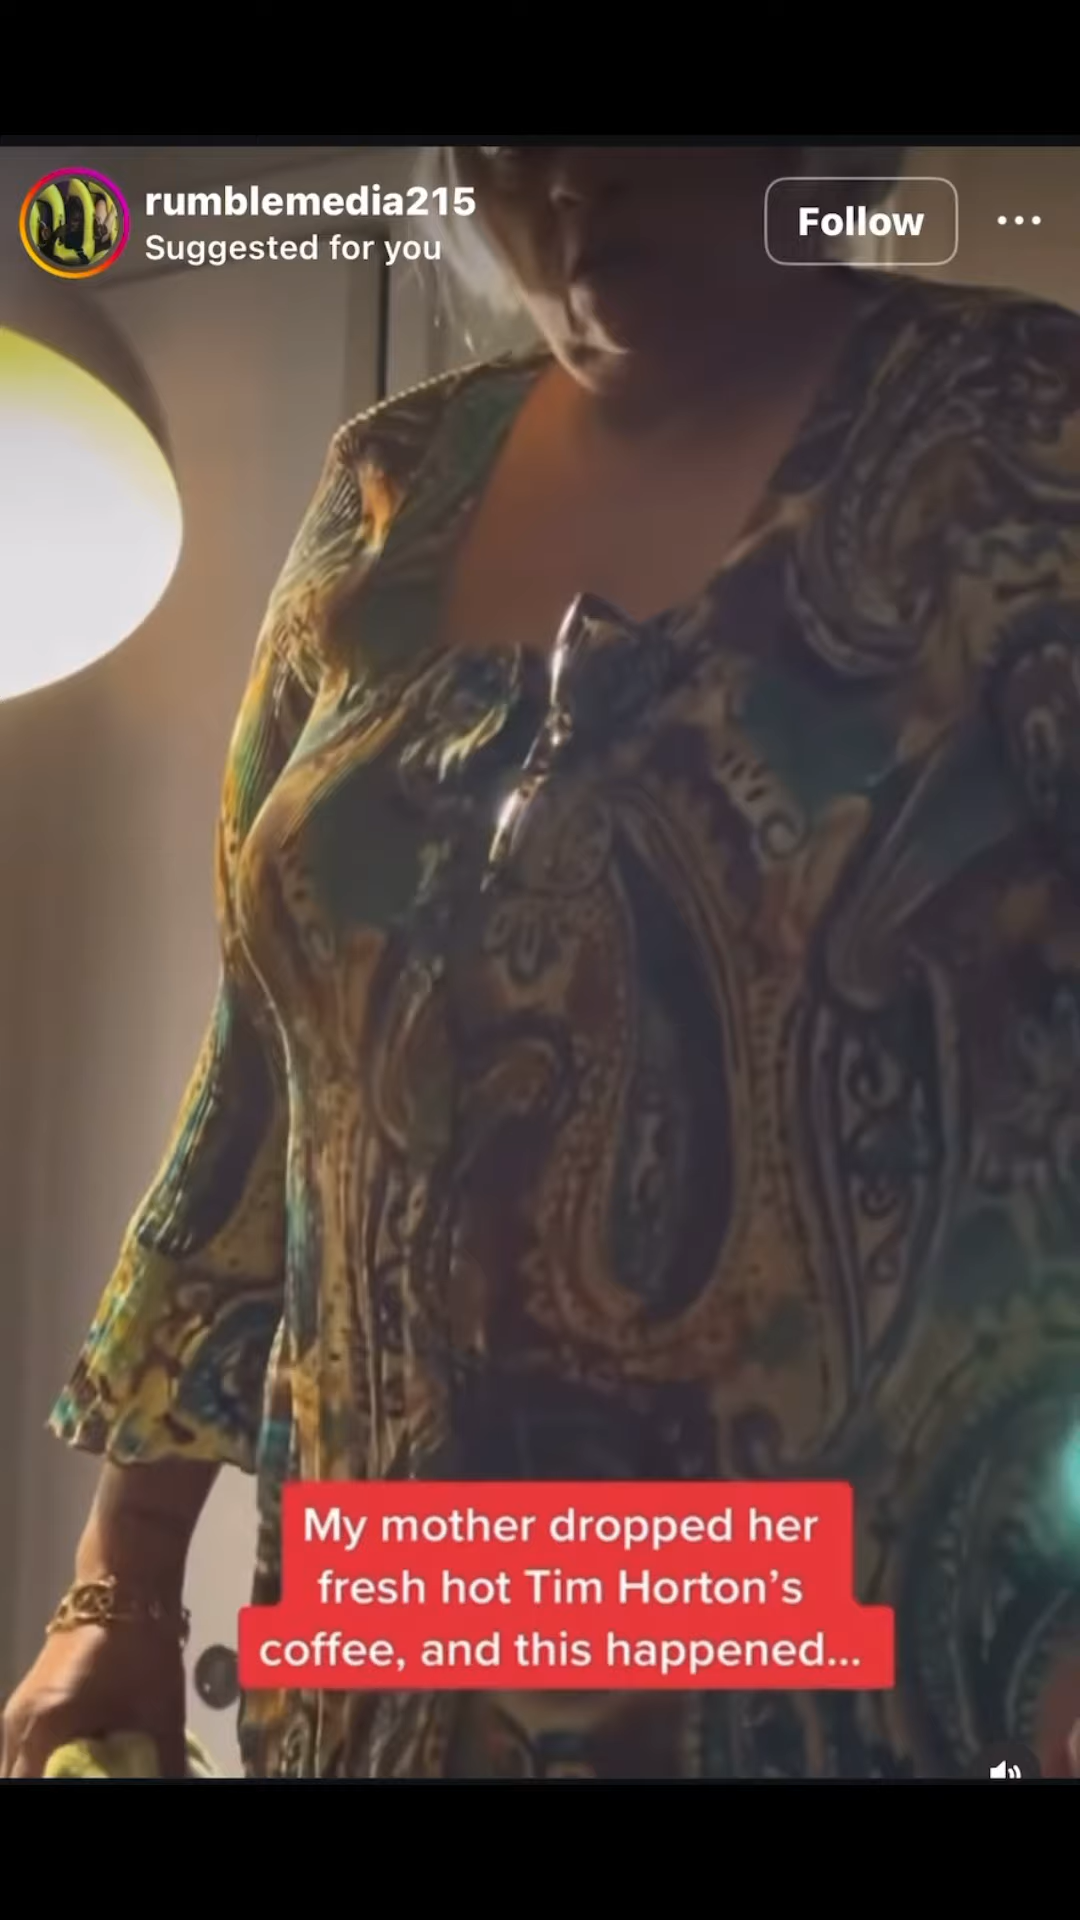 rumblemedia215
Suggested for you
Follow
My mother dropped her
fresh hot Tim Horton's
coffee, and this happened...